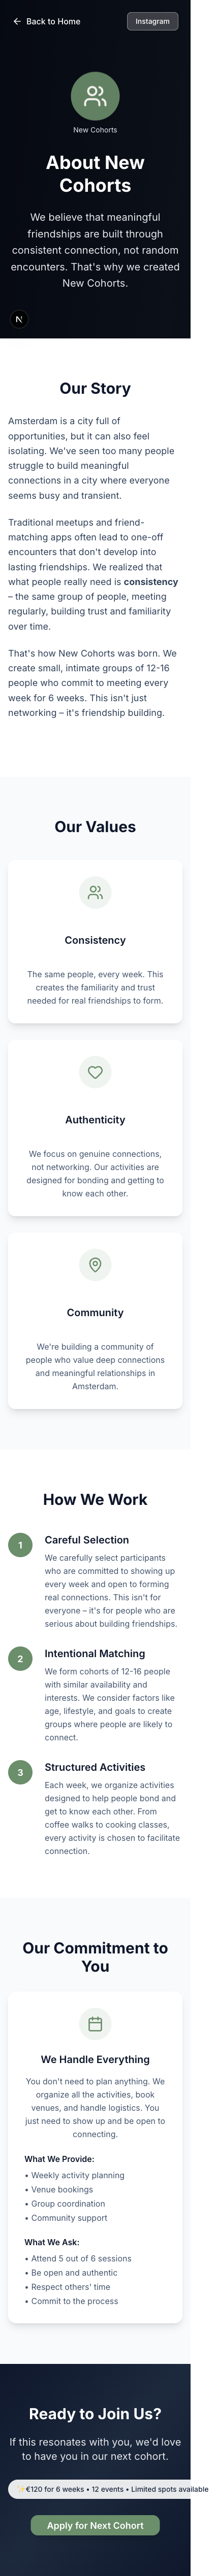 Back to Home
Instagram
New Cohorts
About New
Cohorts
We believe that meaningful
friendships are built through
consistent connection, not random
encounters. That's why we created
New Cohorts.
N
Our Story
Amsterdam is a city full of
opportunities, but it can also feel
isolating. We've seen too many people
struggle to build meaningful
connections in a city where everyone
seems busy and transient.
Traditional meetups and friend-
matching apps often lead to one-off
encounters that don't develop into
lasting friendships. We realized that
what people really need is consistency
– the same group of people, meeting
regularly, building trust and familiarity
over time.
That's how New Cohorts was born. We
create small, intimate groups of 12-16
people who commit to meeting every
week for 6 weeks. This isn't just
networking – it's friendship building.
Our Values
Consistency
The same people, every week. This
creates the familiarity and trust
needed for real friendships to form.
Authenticity
We focus on genuine connections,
not networking. Our activities are
designed for bonding and getting to
know each other.
Community
We're building a community of
people who value deep connections
and meaningful relationships in
Amsterdam.
How We Work
1
Careful Selection
We carefully select participants
who are committed to showing up
every week and open to forming
real connections. This isn't for
everyone – it's for people who are
serious about building friendships.
2
Intentional Matching
We form cohorts of 12-16 people
with similar availability and
interests. We consider factors like
age, lifestyle, and goals to create
groups where people are likely to
connect.
3
Structured Activities
Each week, we organize activities
designed to help people bond and
get to know each other. From
coffee walks to cooking classes,
every activity is chosen to facilitate
connection.
Our Commitment to
You
We Handle Everything
You don't need to plan anything. We
organize all the activities, book
venues, and handle logistics. You
just need to show up and be open to
connecting.
What We Provide:
• Weekly activity planning
• Venue bookings
• Group coordination
• Community support
What We Ask:
• Attend 5 out of 6 sessions
• Be open and authentic
• Respect others' time
• Commit to the process
Ready to Join Us?
If this resonates with you, we'd love
to have you in our next cohort.
✨€120 for 6 weeks • 12 events • Limited spots available
Apply for Next Cohort